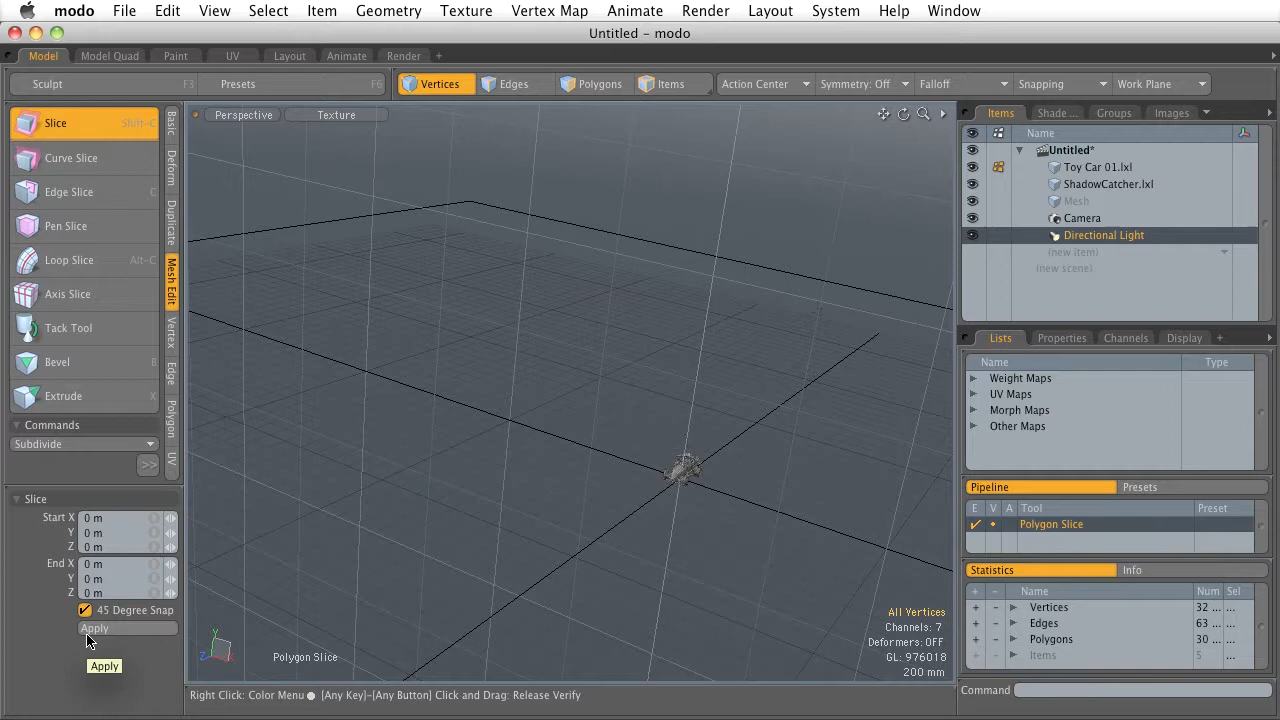 modo File Edit View Select Item Geometry Texture Vertex Map Animate Render Layout System Help Window
Untitled - modo
Model Model Quad Paint UV Layout Animate Render +
Sculpt F3 Presets F6 Vertices Edges Polygons Items Action Center Symmetry: Off Falloff Snapping Work Plane
Slice Shift-C
Curve Slice
Edge Slice C
Pen Slice
Loop Slice Alt-C
Axis Slice
Tack Tool
Bevel B
Extrude X
Commands
Subdivide
>>
Basic
Deform
Duplicate
Mesh Edit
Vertex
Edge
Polygon
UV
Slice
Start X 0 m
Y 0 m
Z 0 m
End X 0 m
Y 0 m
Z 0 m
45 Degree Snap
Apply
Apply
Perspective Texture
All Vertices
Channels: 7
Deformers: OFF
GL: 976018
200 mm
Polygon Slice
Y
Z
X
Right Click: Color Menu ● [Any Key]-[Any Button] Click and Drag: Release Verify
Items Shade ... Groups Images
Name
Untitled*
Toy Car 01.lxl
ShadowCatcher.lxl
Mesh
Camera
Directional Light
(new item)
(new scene)
Lists Properties Channels Display +
Name Type
Weight Maps
UV Maps
Morph Maps
Other Maps
Pipeline Presets
E V A Tool Preset
Polygon Slice
Statistics Info
+ - Name Num Sel
+ - Vertices 32 ... ...
+ - Edges 63 ... ...
+ - Polygons 30 ... ...
+ - Items 5 ...
Command